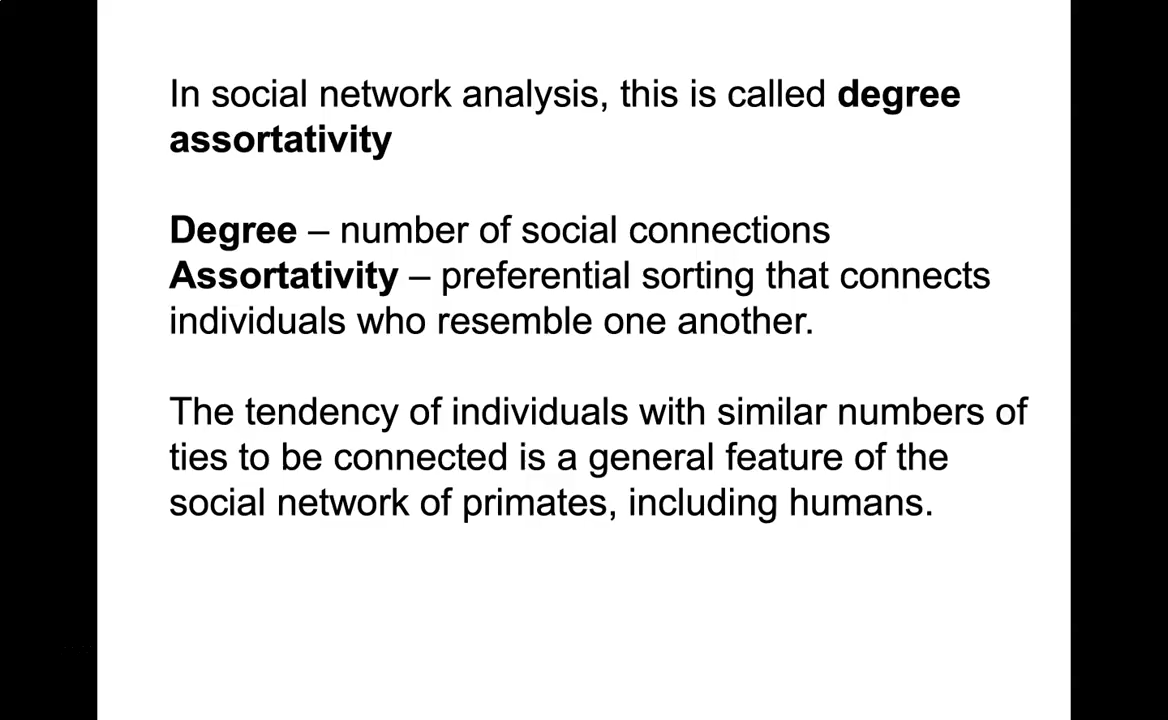 In social network analysis, this is called degree
assortativity
Degree – number of social connections
Assortativity – preferential sorting that connects
individuals who resemble one another.
The tendency of individuals with similar numbers of
ties to be connected is a general feature of the
social network of primates, including humans.